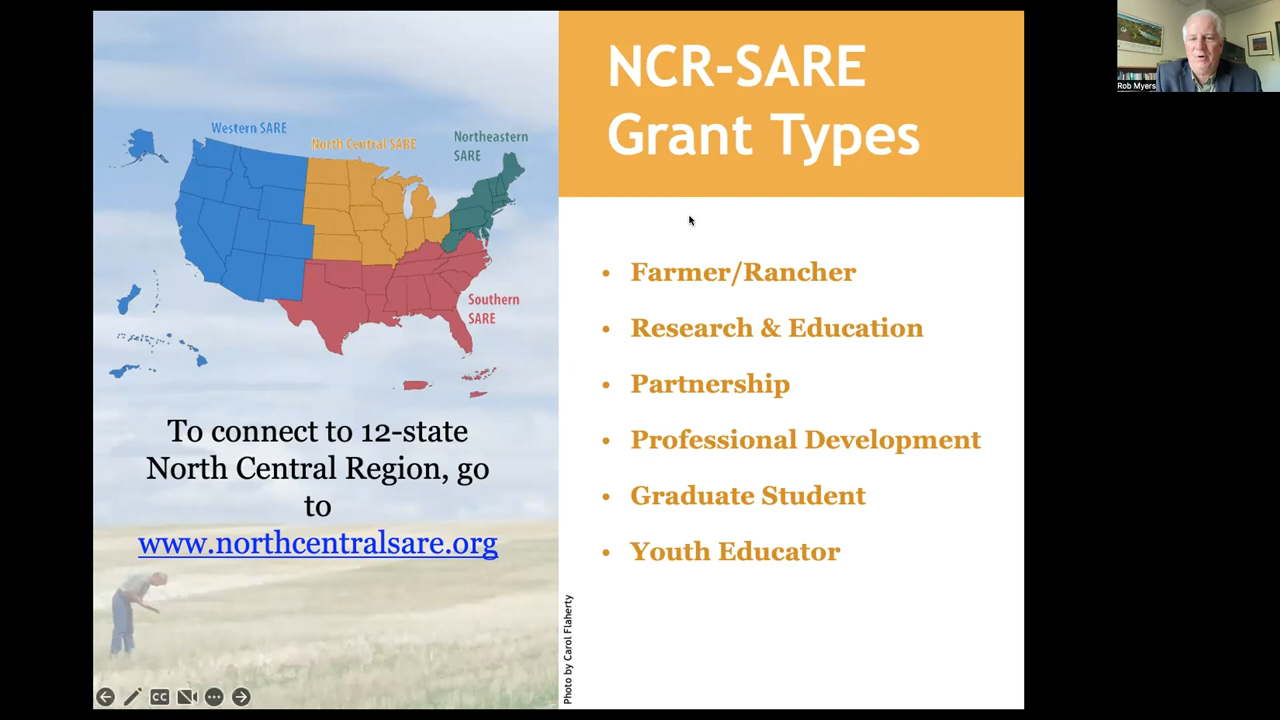 Western SARE
North Central SARE
Northeastern
SARE
Southern
SARE
To connect to 12-state
North Central Region, go
to
www.northcentralsare.org
NCR-SARE
Grant Types
• Farmer/Rancher
• Research & Education
• Partnership
• Professional Development
• Graduate Student
• Youth Educator
Photo by Carol Flaherty
CC
Rob Myers